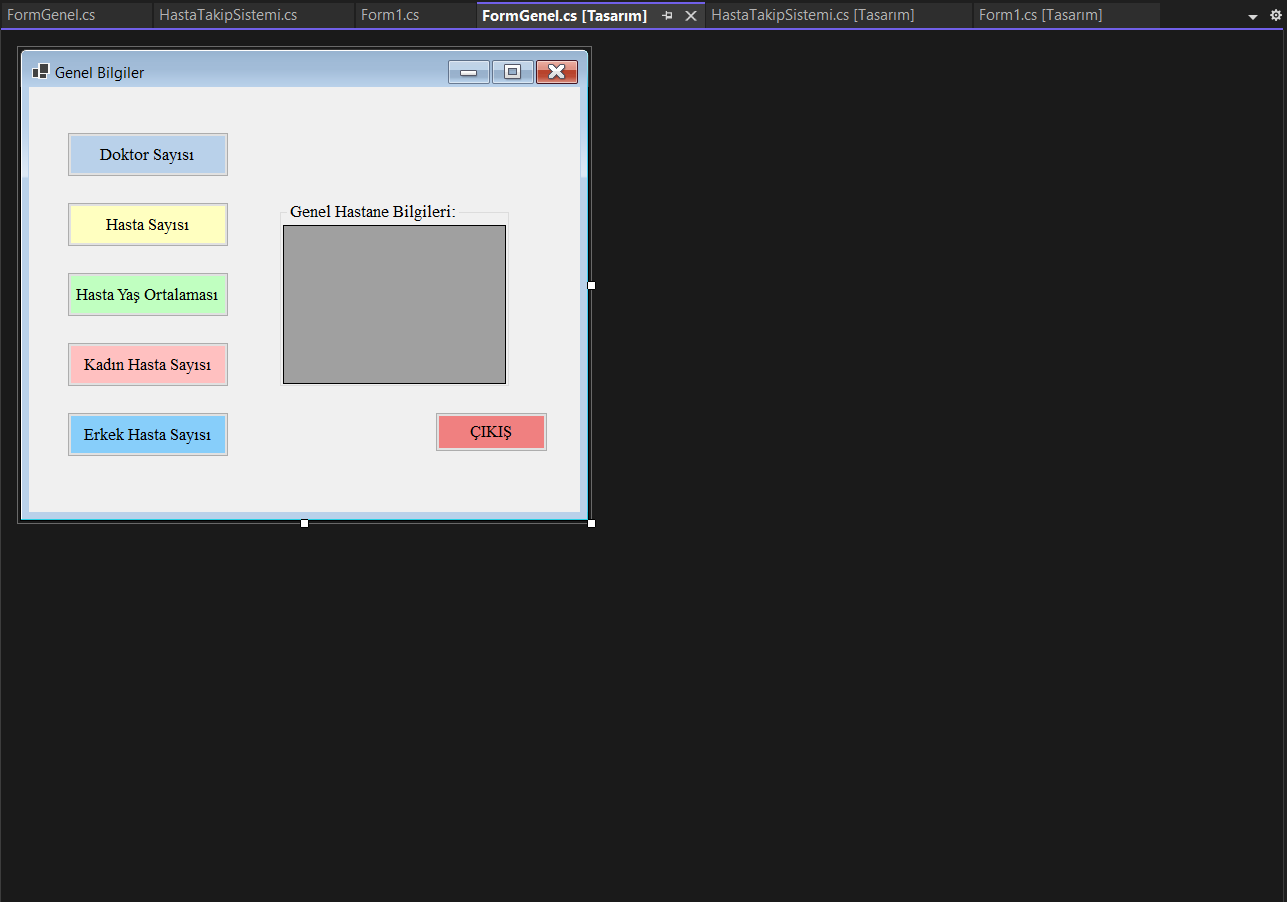 FormGenel.cs
HastaTakipSistemi.cs
Form1.cs
FormGenel.cs [Tasarım]
HastaTakipSistemi.cs [Tasarım]
Form1.cs [Tasarım]
Genel Bilgiler
Doktor Sayısı
Hasta Sayısı
Genel Hastane Bilgileri:
Hasta Yaş Ortalaması
Kadın Hasta Sayısı
Erkek Hasta Sayısı
ÇIKIŞ